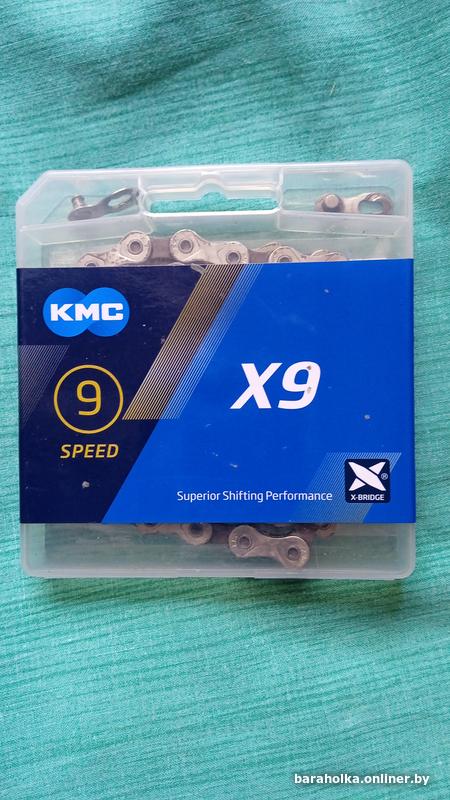 KMC
9
SPEED
X9
Superior Shifting Performance
X-BRIDGE
®
baraholka.onliner.by